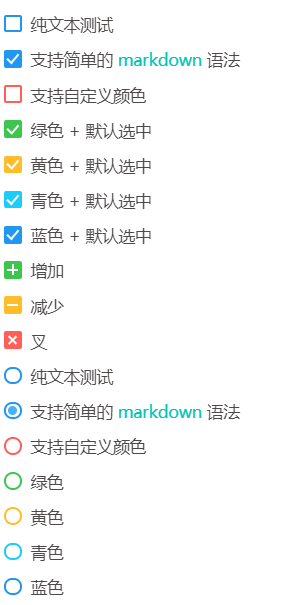 纯文本测试
支持简单的 markdown 语法
支持自定义颜色
绿色 + 默认选中
黄色 + 默认选中
青色 + 默认选中
蓝色 + 默认选中
增加
减少
叉
纯文本测试
支持简单的 markdown 语法
支持自定义颜色
绿色
黄色
青色
蓝色